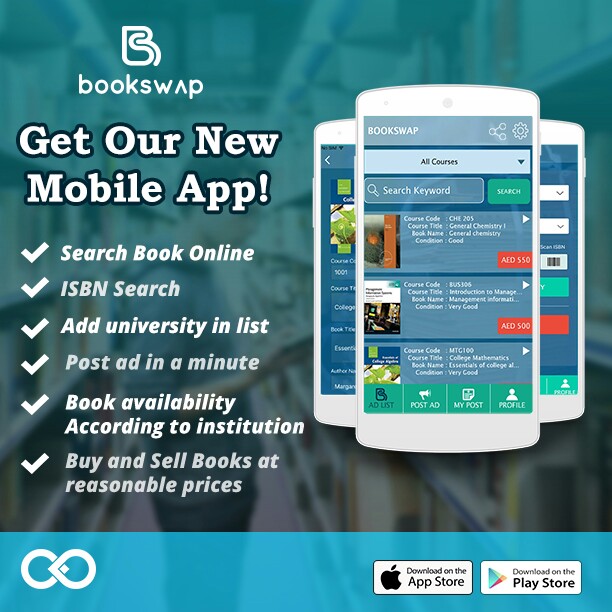 bookswap
Get Our New
Mobile App!
Search Book Online
ISBN Search
Add university in list
Post ad in a minute
Book availability
According to institution
Buy and Sell Books at
reasonable prices
BOOKSWAP
All Courses
Search Keyword
SEARCH
Course Code : CHE 205
Course Title : General Chemistry I
Book Name : General chemistry
Condition : Good
AED 550
Course Code : BUS306
Course Title : Introduction to Manage...
Book Name : Management informati...
Condition : Very Good
AED 500
Course Code : MTG100
Course Title : College Mathematics
Book Name : Essentials of college al...
Condition : Very Good
AD LIST
POST AD
MY POST
PROFILE
Colleg
Course Co
1001
Course Titl
College
Book Title
Essenti
Author Na
Margar
Scan ISBN
PROFILE
Download on the
App Store
Download on the
Play Store